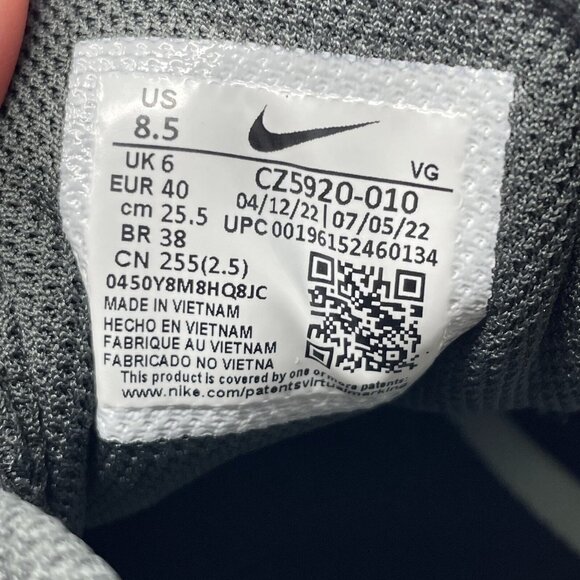 US
8.5
VG
UK 6
CZ5920-010
EUR 40
04/12/22 | 07/05/22
cm 25.5
UPC 00196152460134
BR 38
CN 255(2.5)
0450Y8M8HQ8JC
MADE IN VIETNAM
HECHO EN VIETNAM
FABRIQUE AU VIETNAM
FABRICADO NO VIETNA
This product is covered by one or more patents.
www.nike.com/patentsvirtualmarking